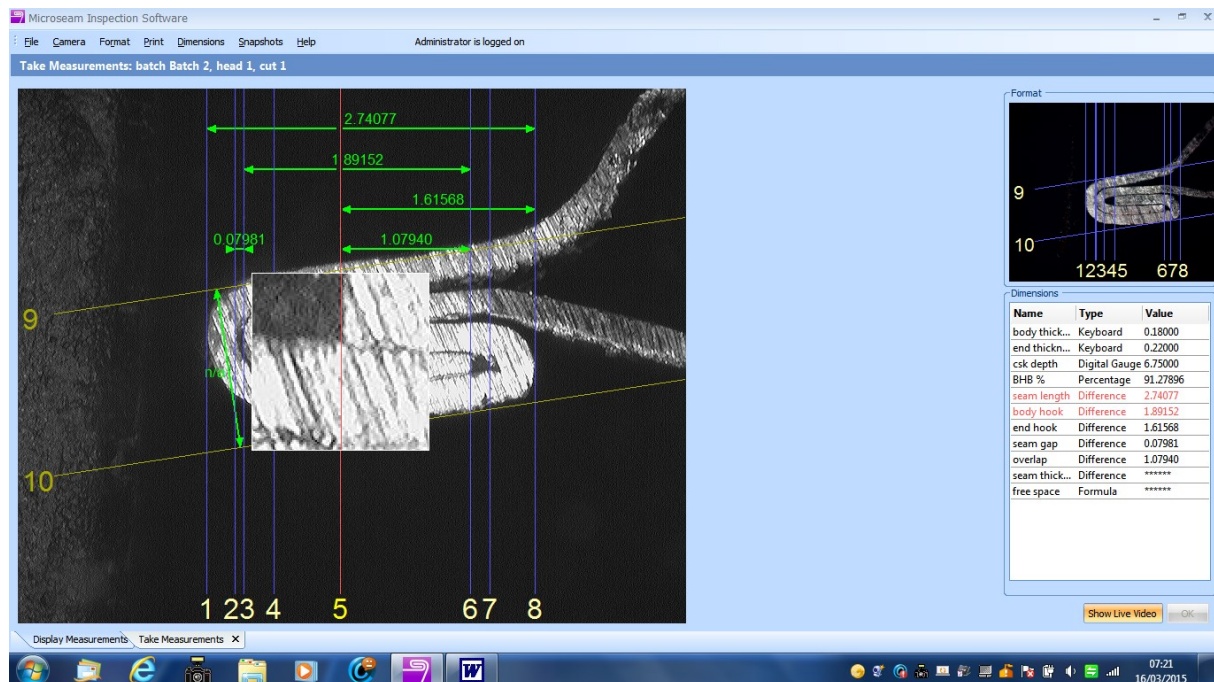 Microseam Inspection Software
File Camera Format Print Dimensions Snapshots Help Administrator is logged on
Take Measurements: batch Batch 2, head 1, cut 1
2.74077
1.89152
1.61568
0.07981
1.07940
9
n/a
10
1 2 3 4 5 6 7 8
Format
9
10
12345 678
Dimensions
Name Type Value
body thick... Keyboard 0.18000
end thickn... Keyboard 0.22000
csk depth Digital Gauge 6.75000
BHB % Percentage 91.27896
seam length Difference 2.74077
body hook Difference 1.89152
end hook Difference 1.61568
seam gap Difference 0.07981
overlap Difference 1.07940
seam thick... Difference ******
free space Formula ******
Show Live Video OK
Display Measurements Take Measurements X
W
07:21
16/03/2015